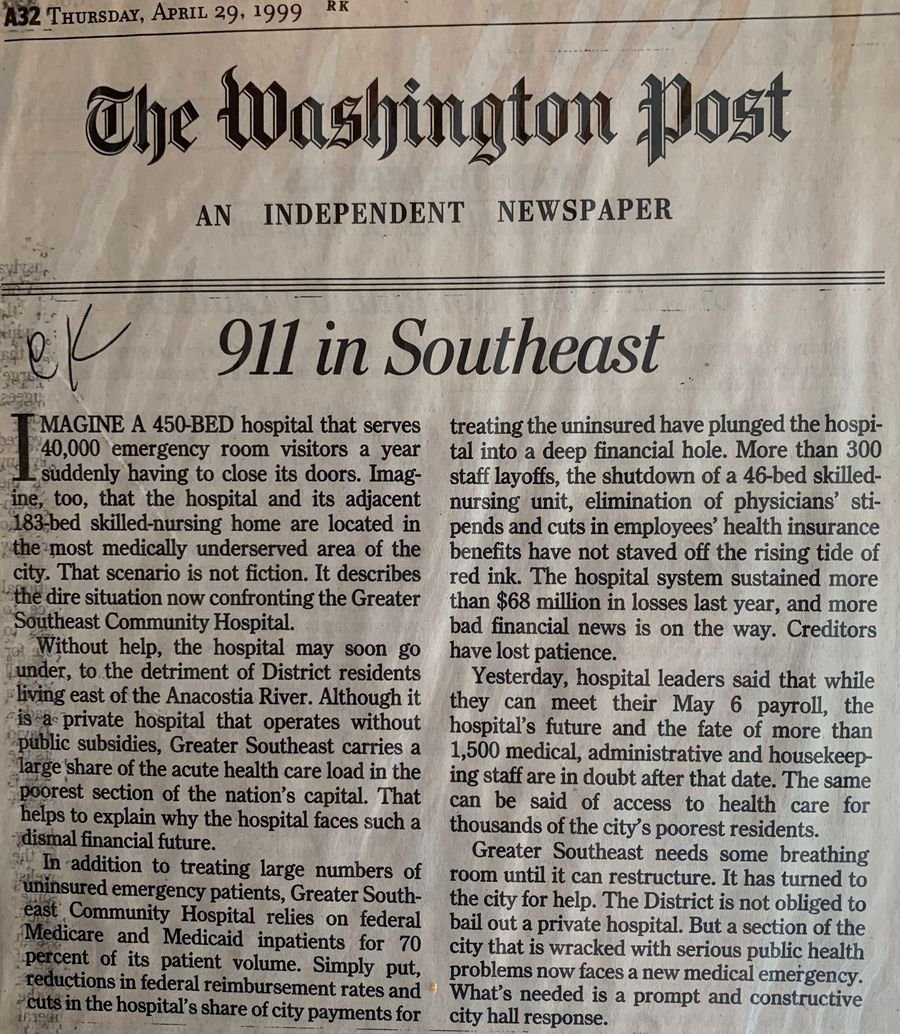 A32 THURSDAY, APRIL 29, 1999 RK
The Washington Post
AN INDEPENDENT NEWSPAPER
911 in Southeast
IMAGINE A 450-BED hospital that serves
40,000 emergency room visitors a year
suddenly having to close its doors. Imag-
ine, too, that the hospital and its adjacent
183-bed skilled-nursing home are located in
the most medically underserved area of the
city. That scenario is not fiction. It describes
the dire situation now confronting the Greater
Southeast Community Hospital.
Without help, the hospital may soon go
under, to the detriment of District residents
living east of the Anacostia River. Although it
is a private hospital that operates without
public subsidies, Greater Southeast carries a
large share of the acute health care load in the
poorest section of the nation's capital. That
helps to explain why the hospital faces such a
dismal financial future.
In addition to treating large numbers of
uninsured emergency patients, Greater South-
east Community Hospital relies on federal
Medicare and Medicaid inpatients for 70
percent of its patient volume. Simply put,
reductions in federal reimbursement rates and
cuts in the hospital's share of city payments for
treating the uninsured have plunged the hospi-
tal into a deep financial hole. More than 300
staff layoffs, the shutdown of a 46-bed skilled-
nursing unit, elimination of physicians' sti-
pends and cuts in employees' health insurance
benefits have not staved off the rising tide of
red ink. The hospital system sustained more
than $68 million in losses last year, and more
bad financial news is on the way. Creditors
have lost patience.
Yesterday, hospital leaders said that while
they can meet their May 6 payroll, the
hospital's future and the fate of more than
1,500 medical, administrative and housekeep-
ing staff are in doubt after that date. The same
can be said of access to health care for
thousands of the city's poorest residents.
Greater Southeast needs some breathing
room until it can restructure. It has turned to
the city for help. The District is not obliged to
bail out a private hospital. But a section of the
city that is wracked with serious public health
problems now faces a new medical emergency.
What's needed is a prompt and constructive
city hall response.